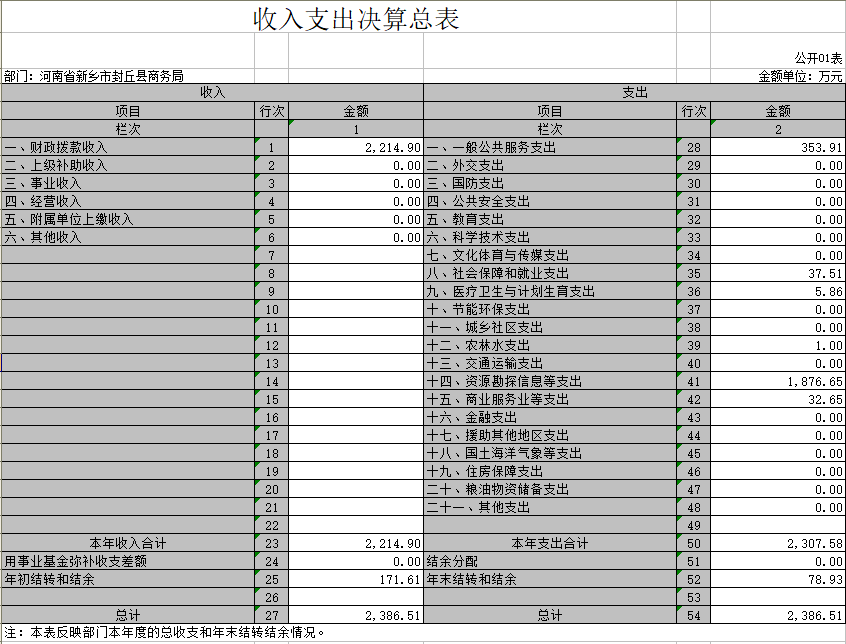 收入支出决算总表
公开01表
部门：河南省新乡市封丘县商务局 金额单位：万元
收入 支出
项目 行次 金额 项目 行次 金额
栏次 1 栏次 2
一、财政拨款收入 1 2,214.90 一、一般公共服务支出 28 353.91
二、上级补助收入 2 0.00 二、外交支出 29 0.00
三、事业收入 3 0.00 三、国防支出 30 0.00
四、经营收入 4 0.00 四、公共安全支出 31 0.00
五、附属单位上缴收入 5 0.00 五、教育支出 32 0.00
六、其他收入 6 0.00 六、科学技术支出 33 0.00
7 七、文化体育与传媒支出 34 0.00
8 八、社会保障和就业支出 35 37.51
9 九、医疗卫生与计划生育支出 36 5.86
10 十、节能环保支出 37 0.00
11 十一、城乡社区支出 38 0.00
12 十二、农林水支出 39 1.00
13 十三、交通运输支出 40 0.00
14 十四、资源勘探信息等支出 41 1,876.65
15 十五、商业服务业等支出 42 32.65
16 十六、金融支出 43 0.00
17 十七、援助其他地区支出 44 0.00
18 十八、国土海洋气象等支出 45 0.00
19 十九、住房保障支出 46 0.00
20 二十、粮油物资储备支出 47 0.00
21 二十一、其他支出 48 0.00
22 49
本年收入合计 23 2,214.90 本年支出合计 50 2,307.58
用事业基金弥补收支差额 24 0.00 结余分配 51 0.00
年初结转和结余 25 171.61 年末结转和结余 52 78.93
26 53
总计 27 2,386.51 总计 54 2,386.51
注：本表反映部门本年度的总收支和年末结转结余情况。